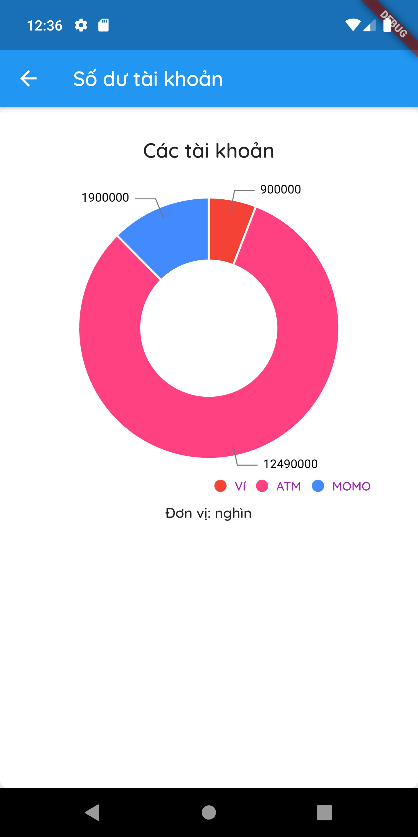 12:36
DEBUG
Số dư tài khoản
Các tài khoản
1900000
900000
12490000
Ví ATM MOMO
Đơn vị: nghìn